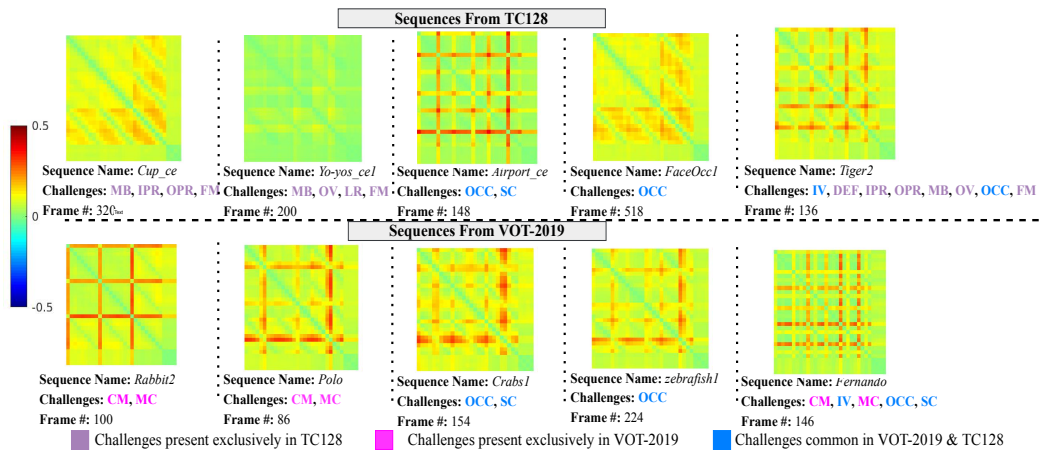 Sequences From TC128
Sequence Name: Cup_ce
Challenges: MB, IPR, OPR, FM
Frame #: 320
Sequence Name: Yo-yos_ce1
Challenges: MB, OV, LR, FM
Frame #: 200
Sequence Name: Airport_ce
Challenges: OCC, SC
Frame #: 148
Sequence Name: FaceOcc1
Challenges: OCC
Frame #: 518
Sequence Name: Tiger2
Challenges: IV, DEF, IPR, OPR, MB, OV, OCC, FM
Frame #: 136
0.5
0
-0.5
Sequences From VOT-2019
Sequence Name: Rabbit2
Challenges: CM, MC
Frame #: 100
Sequence Name: Polo
Challenges: CM, MC
Frame #: 86
Sequence Name: Crabs1
Challenges: OCC, SC
Frame #: 154
Sequence Name: zebrafish1
Challenges: OCC
Frame #: 224
Sequence Name: Fernando
Challenges: CM, IV, MC, OCC, SC
Frame #: 146
Challenges present exclusively in TC128
Challenges present exclusively in VOT-2019
Challenges common in VOT-2019 & TC128